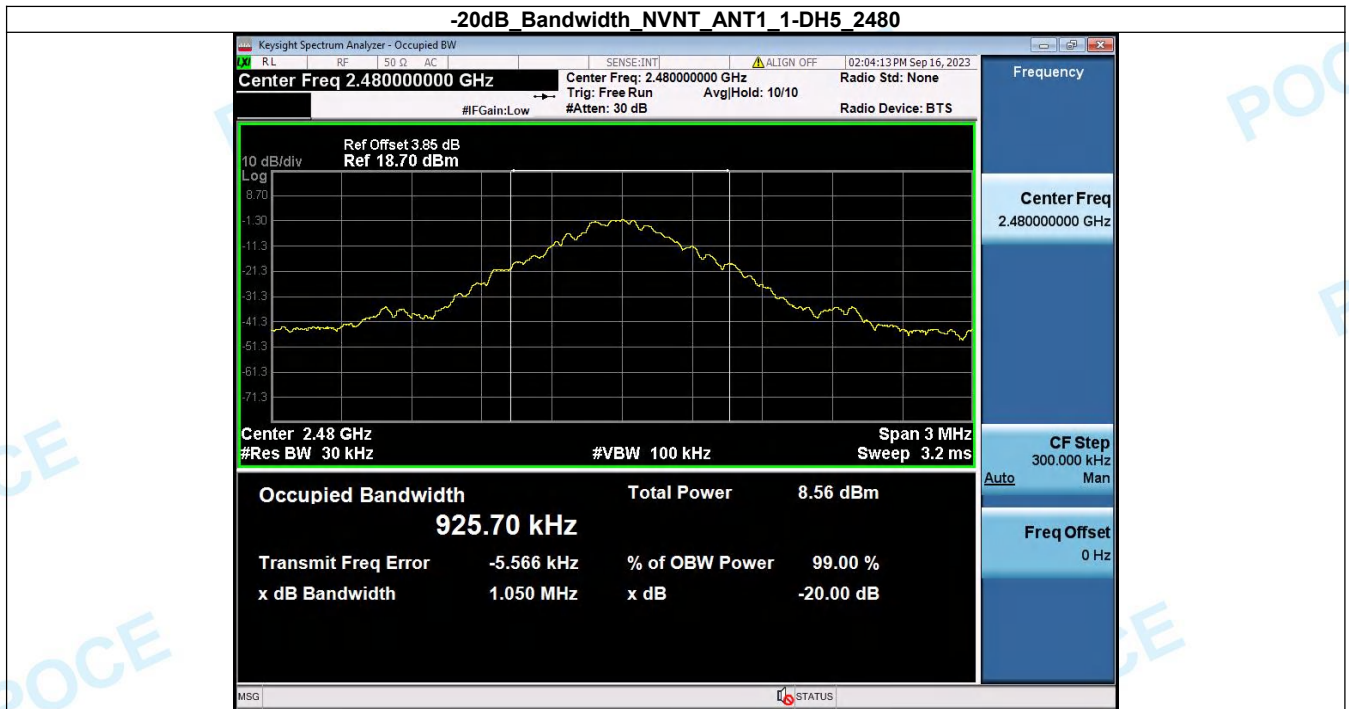 -20dB_Bandwidth_NVNT_ANT1_1-DH5_2480
Keysight Spectrum Analyzer - Occupied BW
LXI RL RF 50 Ω AC SENSE:INT ALIGN OFF 02:04:13 PM Sep 16, 2023
Center Freq 2.480000000 GHz
Center Freq: 2.480000000 GHz
Radio Std: None
Trig: Free Run Avg|Hold: 10/10
#IFGain:Low
#Atten: 30 dB
Radio Device: BTS
Frequency
Ref Offset 3.85 dB
10 dB/div Ref 18.70 dBm
Log
8.70
-1.30
-11.3
-21.3
-31.3
-41.3
-51.3
-61.3
-71.3
Center 2.48 GHz Span 3 MHz
#Res BW 30 kHz #VBW 100 kHz Sweep 3.2 ms
Center Freq
2.480000000 GHz
CF Step
300.000 kHz
Auto Man
Freq Offset
0 Hz
Occupied Bandwidth Total Power 8.56 dBm
925.70 kHz
Transmit Freq Error -5.566 kHz % of OBW Power 99.00 %
x dB Bandwidth 1.050 MHz x dB -20.00 dB
MSG STATUS
POCE